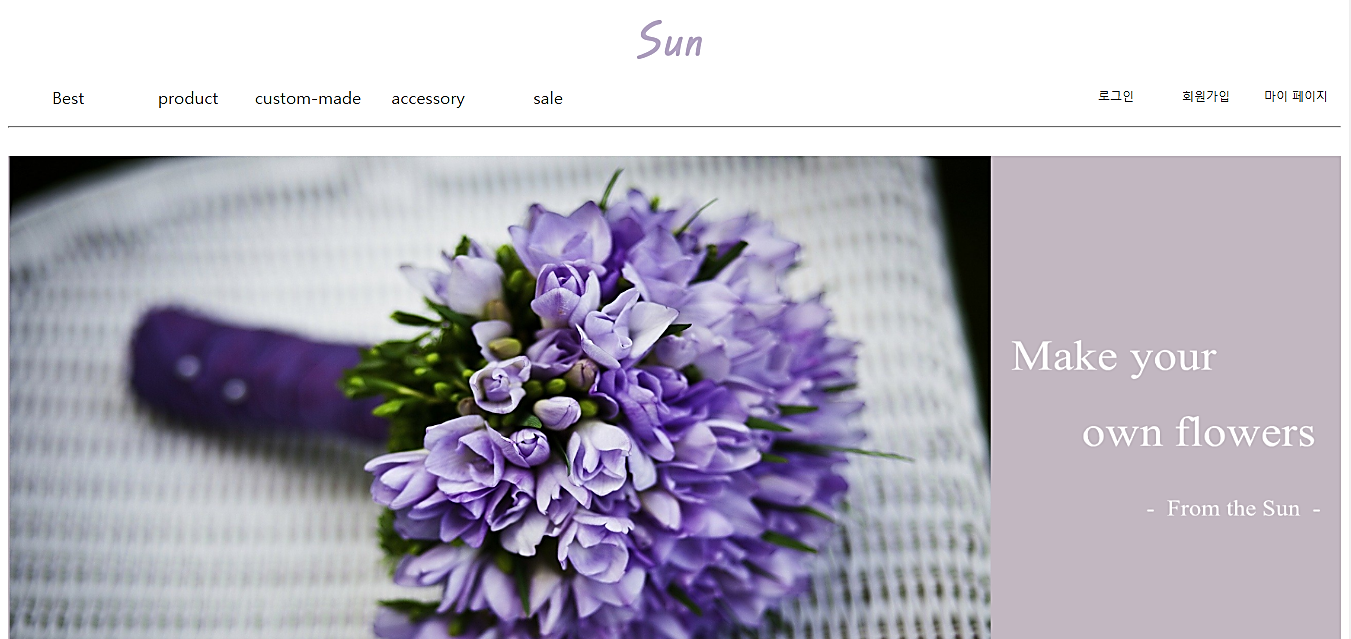 Sun
Best product custom-made accessory sale 로그인 회원가입 마이 페이지
Make your
own flowers
- From the Sun -